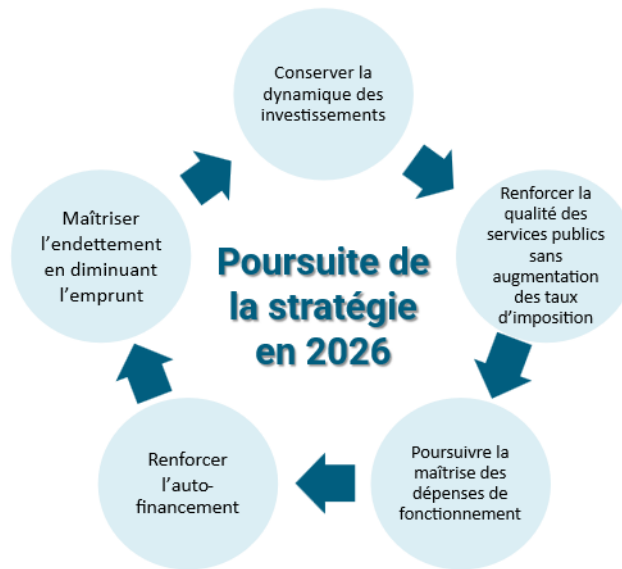 Conserver la
dynamique des
investissements
Renforcer la
qualité des
services publics
sans
augmentation
des taux
d'imposition
Poursuivre la
maîtrise des
dépenses de
fonctionnement
Renforcer
l'auto-
financement
Maîtriser
l'endettement
en diminuant
l'emprunt
Poursuite de
la stratégie
en 2026